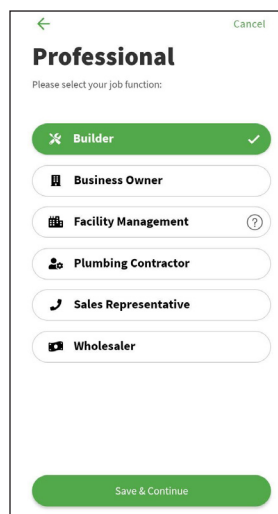 Cancel
Professional
Please select your job function:
Builder
Business Owner
Facility Management ?
Plumbing Contractor
Sales Representative
Wholesaler
Save & Continue